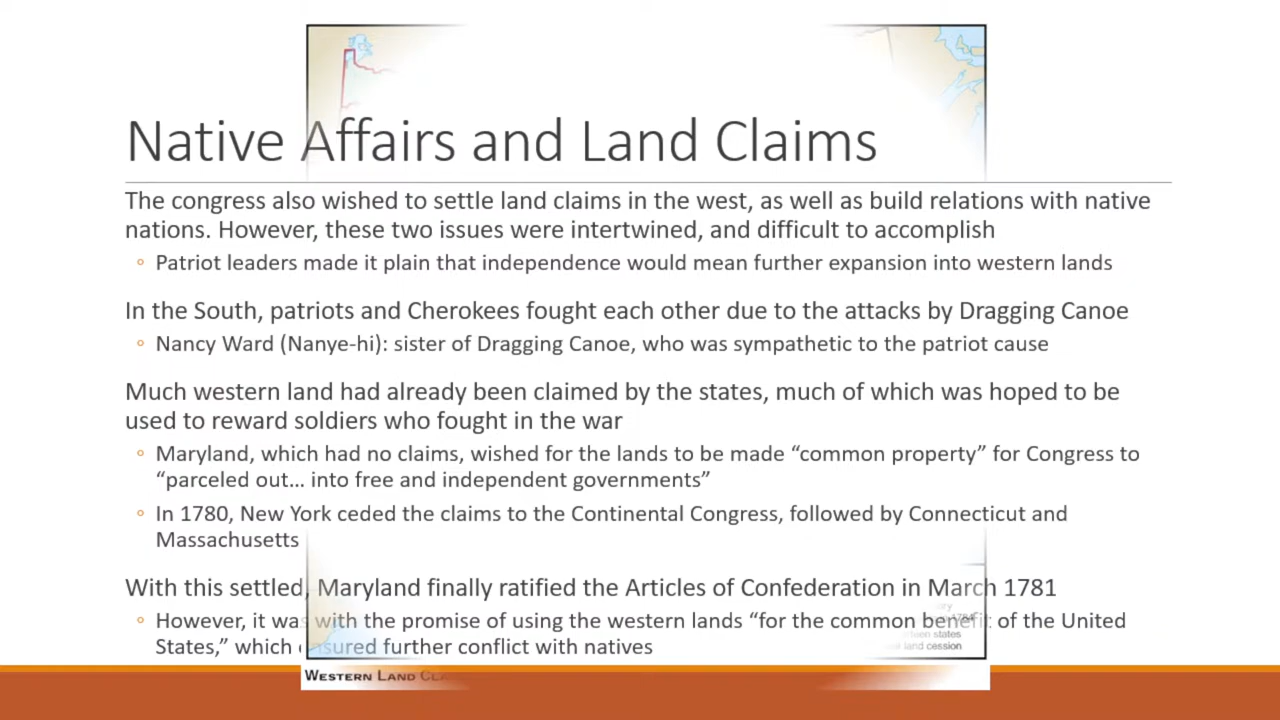 Native Affairs and Land Claims
The congress also wished to settle land claims in the west, as well as build relations with native
nations. However, these two issues were intertwined, and difficult to accomplish
◦ Patriot leaders made it plain that independence would mean further expansion into western lands
In the South, patriots and Cherokees fought each other due to the attacks by Dragging Canoe
◦ Nancy Ward (Nanye-hi): sister of Dragging Canoe, who was sympathetic to the patriot cause
Much western land had already been claimed by the states, much of which was hoped to be
used to reward soldiers who fought in the war
◦ Maryland, which had no claims, wished for the lands to be made “common property” for Congress to
“parceled out… into free and independent governments”
◦ In 1780, New York ceded the claims to the Continental Congress, followed by Connecticut and
Massachusetts
With this settled, Maryland finally ratified the Articles of Confederation in March 1781
◦ However, it was with the promise of using the western lands “for the common benefit of the United
States,” which ensured further conflict with natives
1784
states
land cession
WESTERN LAND